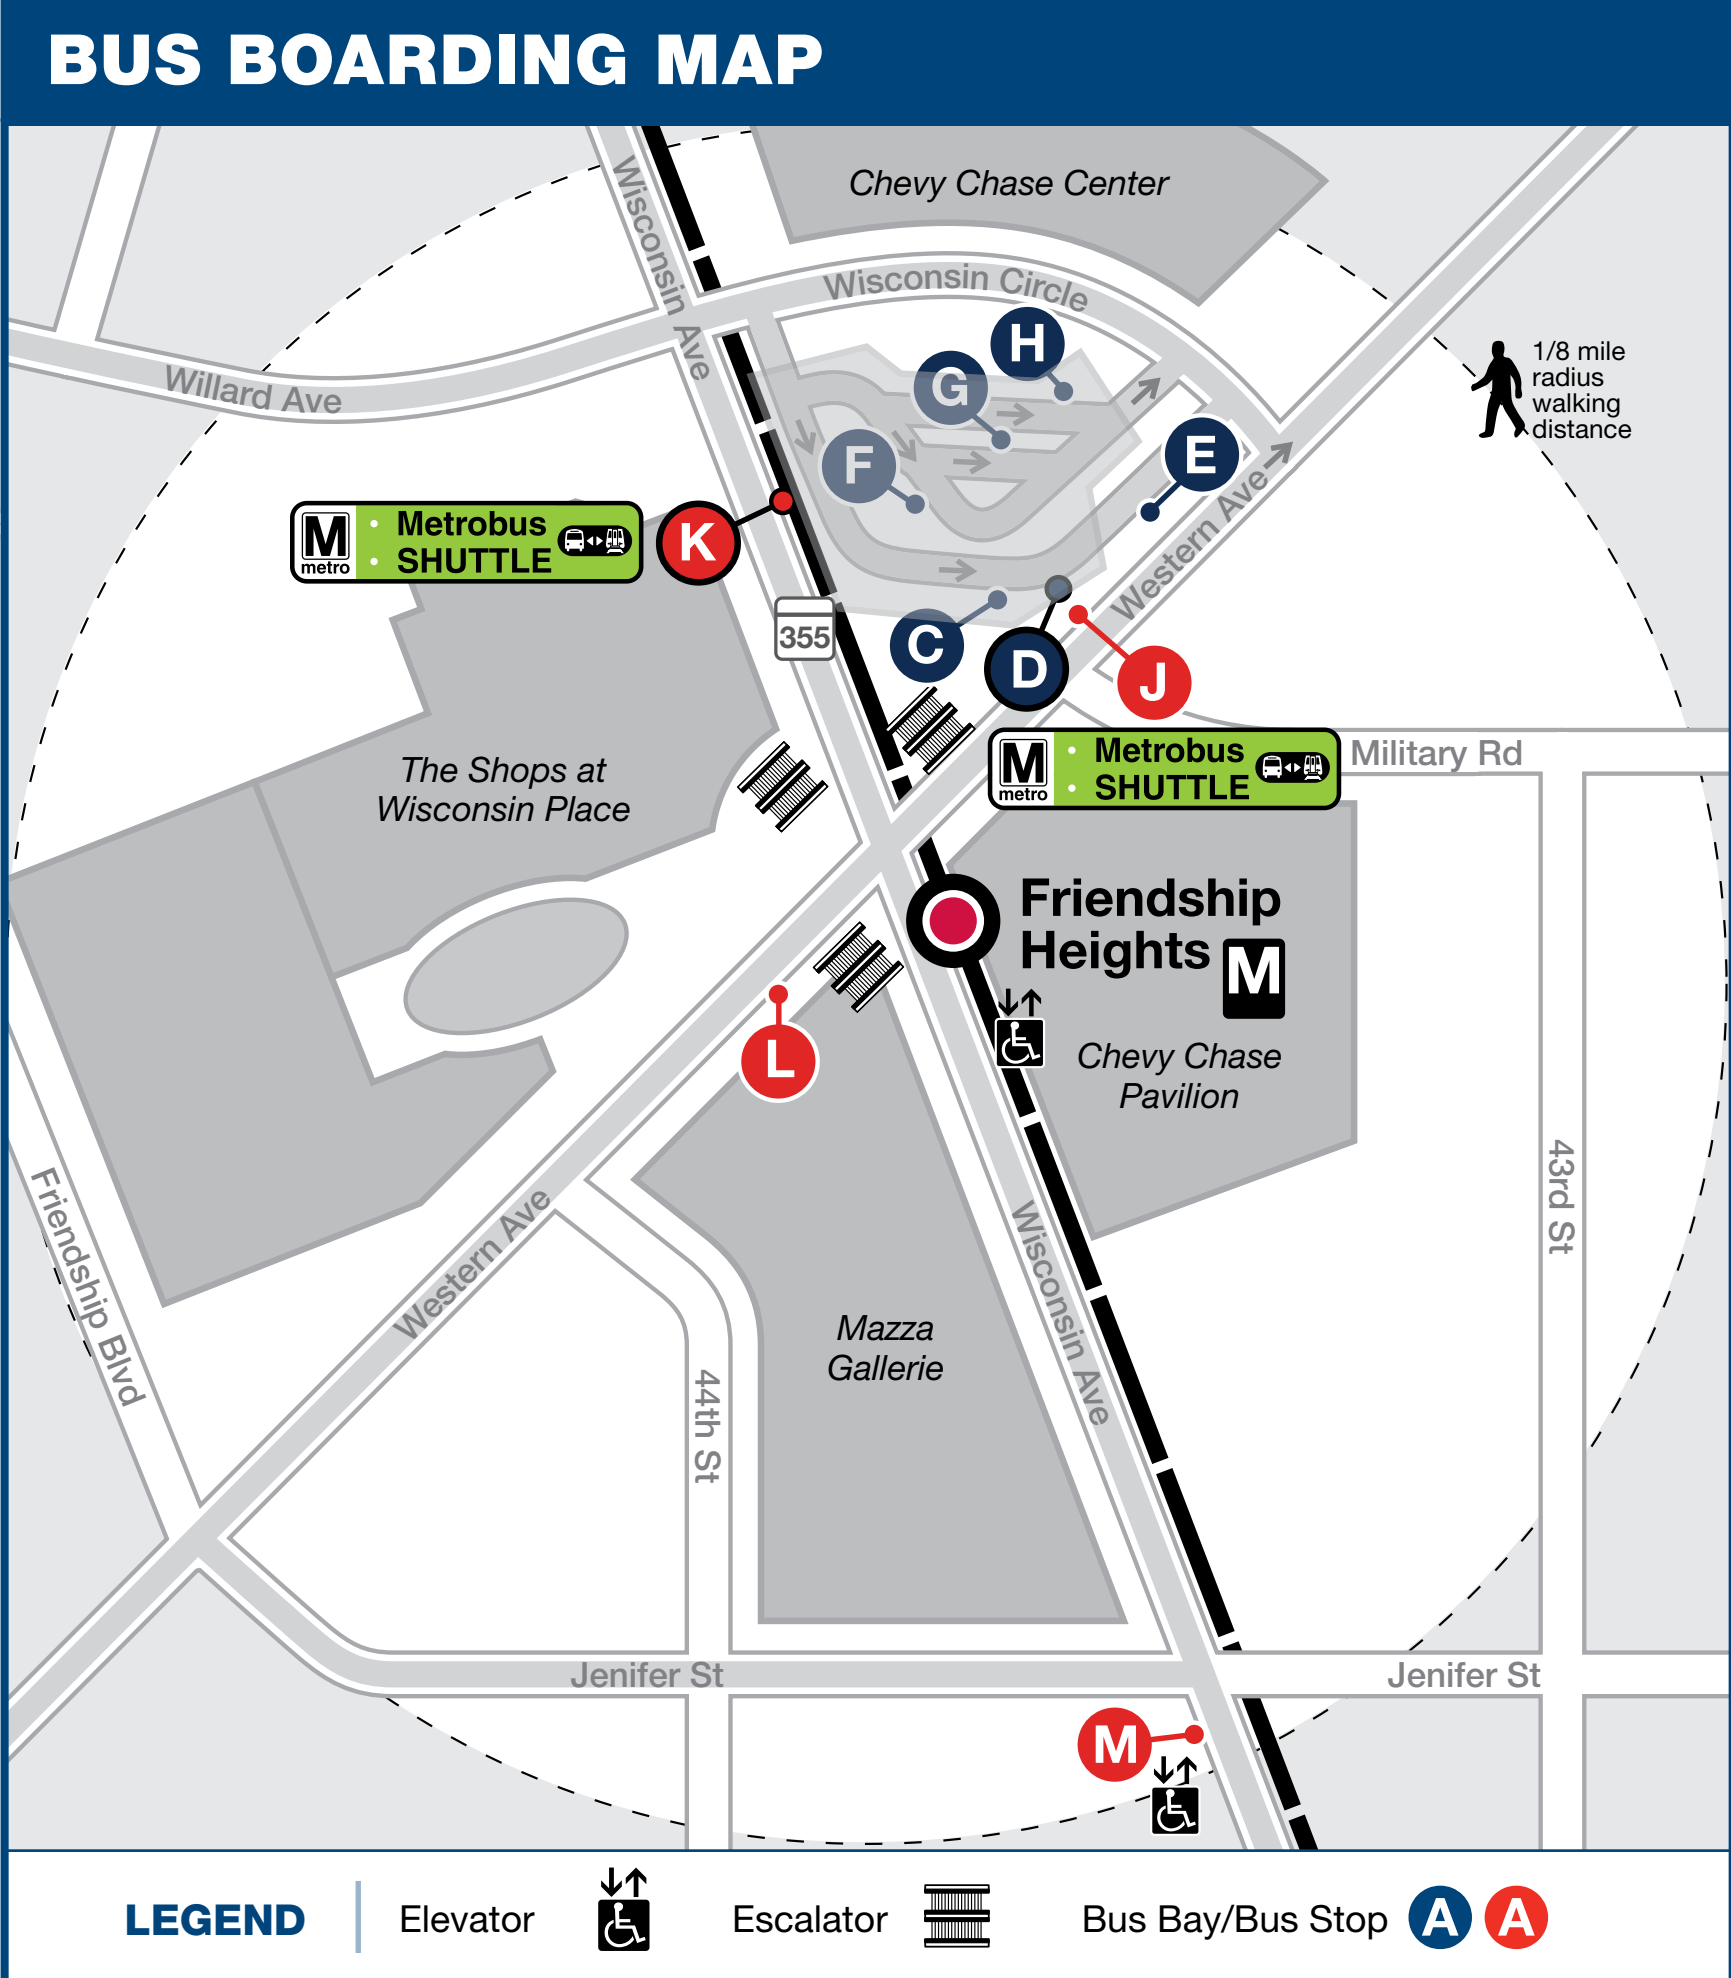 BUS BOARDING MAP
Chevy Chase Center
Wisconsin Ave
Wisconsin Circle
H
1/8 mile
radius
walking
distance
Willard Ave
G
E
F
Western Ave
M
metro
Metrobus
SHUTTLE
K
355
C
D
J
M
metro
Metrobus
SHUTTLE
Military Rd
The Shops at
Wisconsin Place
Friendship
Heights
M
L
Chevy Chase
Pavilion
43rd St
Friendship Blvd
Western Ave
Wisconsin Ave
Mazza
Gallerie
44th St
Jenifer St
Jenifer St
M
LEGEND
Elevator
Escalator
Bus Bay/Bus Stop
A
A